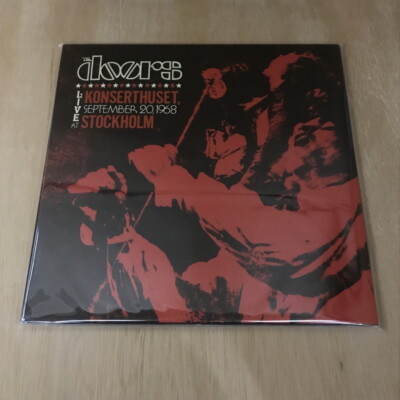 THE
doors
LIVE AT
KONSERTHUSET,
SEPTEMBER 20, 1968
STOCKHOLM